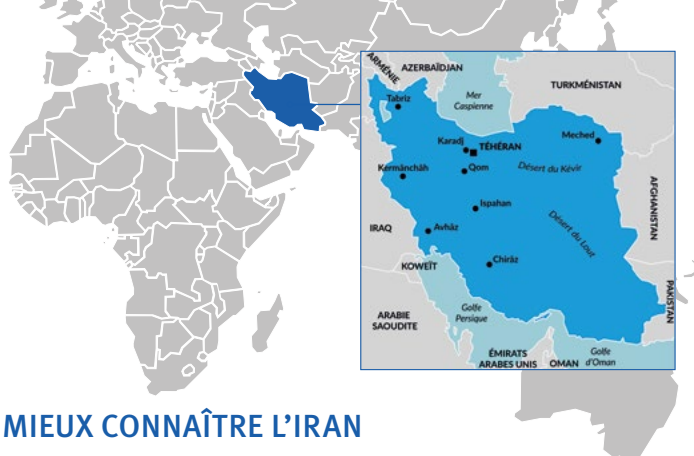 ARMÉNIE
AZERBAÏDJAN
TURKMÉNISTAN
Mer
Caspienne
Tabriz
Karadj
TÉHÉRAN
Meched
Kermânchâh
Qom
Désert du Kévir
AFGHANISTAN
Ispahan
Désert du Lout
IRAQ
Avhâz
Chirâz
KOWEÏT
PAKISTAN
ARABIE
SAOUDITE
Golfe
Persique
ÉMIRATS
ARABES UNIS
OMAN
Golfe
d'Oman
MIEUX CONNAÎTRE L'IRAN